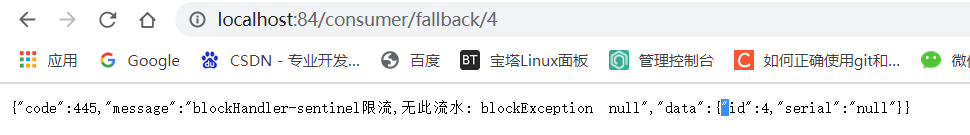 localhost:84/consumer/fallback/4
应用 Google CSDN - 专业开发... 百度 BT 宝塔Linux面板 管理控制台 C 如何正确使用git和... 微信
{"code":445,"message":"blockHandler-sentinel限流,无此流水: blockException  null","data":{"id":4,"serial":"null"}}